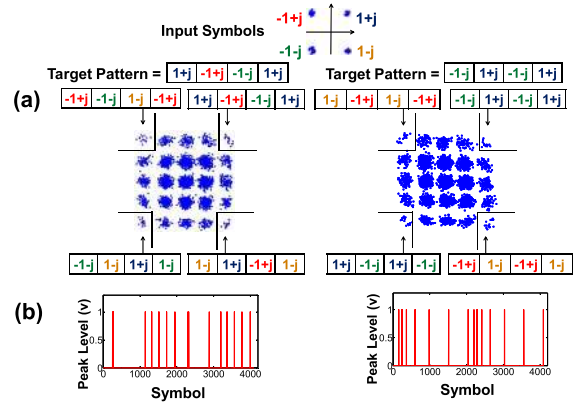 -1+j 1+j
Input Symbols
-1-j 1-j
Target Pattern = 1+j -1+j -1-j 1+j
Target Pattern = -1-j 1+j -1-j 1+j
(a)
-1+j -1-j 1-j -1+j
1+j -1+j -1-j 1+j
1-j -1-j 1-j -1+j
-1-j 1+j -1-j 1+j
-1-j 1-j 1+j 1-j
1-j 1+j -1+j 1-j
1+j -1-j 1+j -1-j
-1+j 1-j -1+j 1-j
(b)
Peak Level (v)
1
0.5
0
0 1000 2000 3000 4000
Symbol
Peak Level (v)
1
0.5
0
0 2000 4000
Symbol